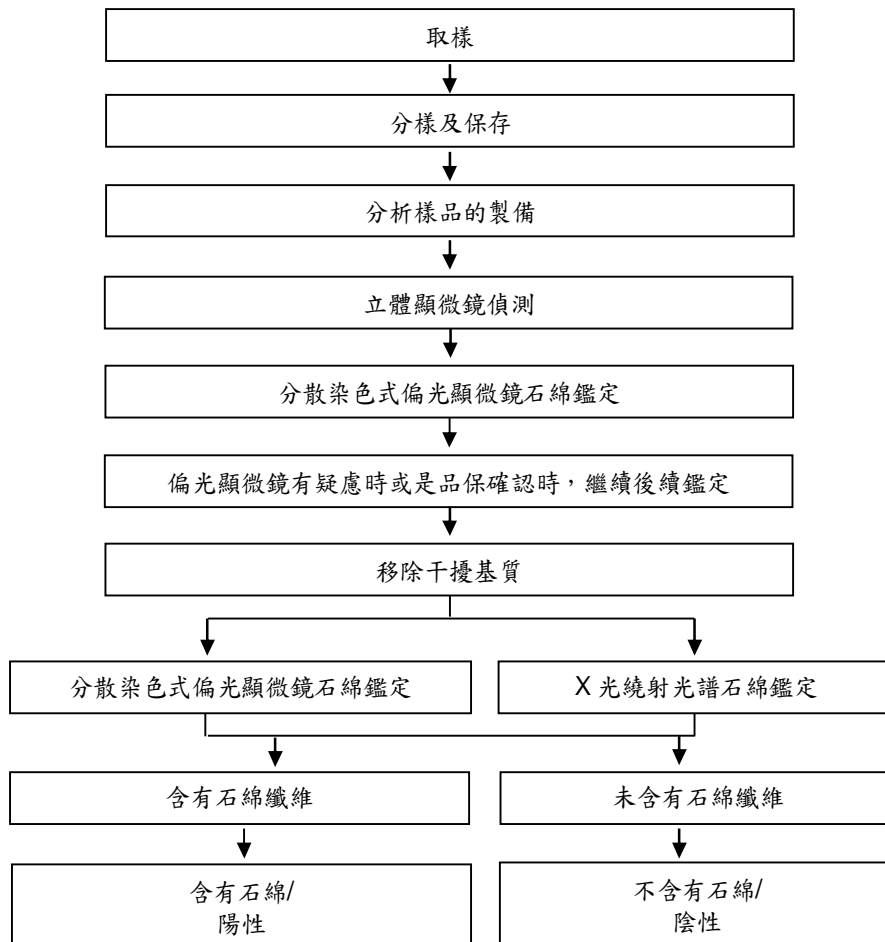 取樣
分樣及保存
分析樣品的製備
立體顯微鏡偵測
分散染色式偏光顯微鏡石綿鑑定
偏光顯微鏡有疑慮時或是品保確認時，繼續後續鑑定
移除干擾基質
分散染色式偏光顯微鏡石綿鑑定
X 光繞射光譜石綿鑑定
含有石綿纖維
未含有石綿纖維
含有石綿/
陽性
不含有石綿/
陰性